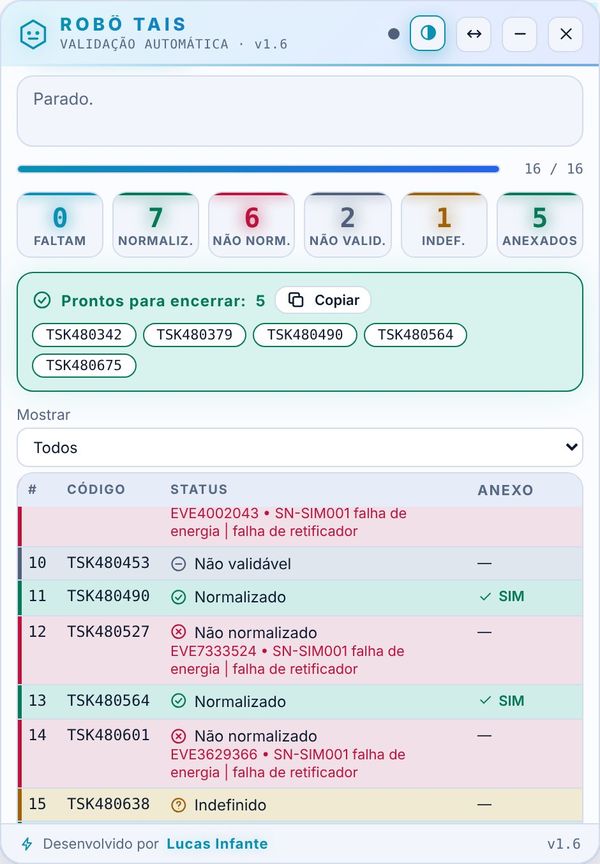 ROBÔ TAIS
VALIDAÇÃO AUTOMÁTICA · v1.6
Parado.
16 / 16
0
FALTAM
7
NORMALIZ.
6
NÃO NORM.
2
NÃO VALID.
1
INDEF.
5
ANEXADOS
Prontos para encerrar: 5 Copiar
TSK480342 TSK480379 TSK480490 TSK480564
TSK480675
Mostrar
Todos
# CÓDIGO STATUS ANEXO
EVE4002043 • SN-SIM001 falha de
energia | falha de retificador
10 TSK480453 Não validável —
11 TSK480490 Normalizado SIM
12 TSK480527 Não normalizado —
EVE7333524 • SN-SIM001 falha de
energia | falha de retificador
13 TSK480564 Normalizado SIM
14 TSK480601 Não normalizado —
EVE3629366 • SN-SIM001 falha de
energia | falha de retificador
15 TSK480638 Indefinido —
Desenvolvido por Lucas Infante v1.6